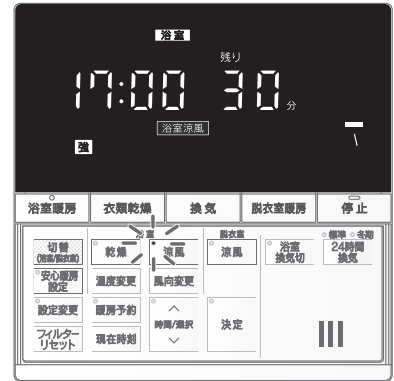 浴室
残り
17:00 30分
浴室涼風
強
浴室暖房 衣類乾燥 換気 脱衣室暖房 停止
浴室 脱衣室 標準 冬期
切替
(浴室/脱衣室)
乾燥 涼風 涼風
浴室
換気切
24時間
換気
安心暖房
設定
温度変更 風向変更
設定変更 暖房予約
時間/選択
決定
フィルター
リセット
現在時刻